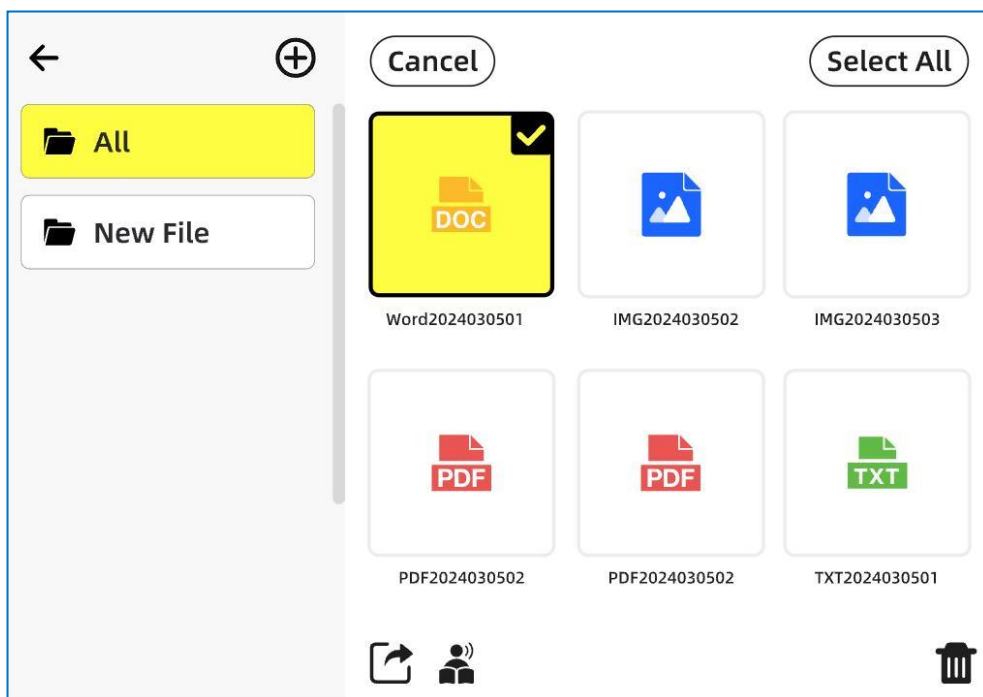 Cancel
Select All
All
New File
DOC
Word2024030501
IMG2024030502
IMG2024030503
PDF
PDF
TXT
PDF2024030502
PDF2024030502
TXT2024030501